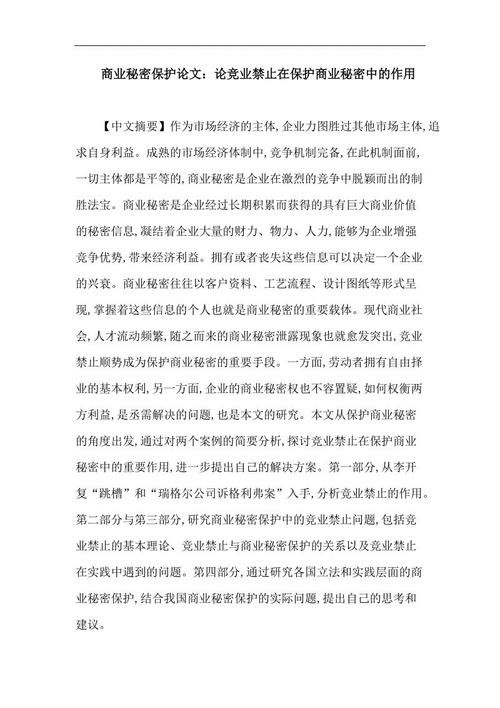 商业秘密保护论文：论竞业禁止在保护商业秘密中的作用
【中文摘要】作为市场经济的主体,企业力图胜过其他市场主体,追
求自身利益。成熟的市场经济体制中,竞争机制完备,在此机制面前,
一切主体都是平等的,商业秘密是企业在激烈的竞争中脱颖而出的制
胜法宝。商业秘密是企业经过长期积累而获得的具有巨大商业价值
的秘密信息,凝结着企业大量的财力、物力、人力,能够为企业增强
竞争优势,带来经济利益。拥有或者丧失这些信息可以决定一个企业
的兴衰。商业秘密往往以客户资料、工艺流程、设计图纸等形式呈
现,掌握着这些信息的个人也就是商业秘密的重要载体。现代商业社
会,人才流动频繁,随之而来的商业秘密泄露现象也就愈发突出,竞业
禁止顺势成为保护商业秘密的重要手段。一方面,劳动者拥有自由择
业的基本权利,另一方面,企业的商业秘密权也不容置疑,如何权衡两
方利益,是亟需解决的问题,也是本文的研究。本文从保护商业秘密
的角度出发,通过对两个案例的简要分析,探讨竞业禁止在保护商业
秘密中的重要作用,进一步提出自己的解决方案。第一部分,从李开
复“跳槽”和“瑞格尔公司诉格利弗案”入手,分析竞业禁止的作用。
第二部分与第三部分,研究商业秘密保护中的竞业禁止问题,包括竞
业禁止的基本理论、竞业禁止与商业秘密保护的关系以及竞业禁止
在实践中遇到的问题。第四部分,通过研究各国立法和实践层面的商
业秘密保护,结合我国商业秘密保护的实际问题,提出自己的思考和
建议。